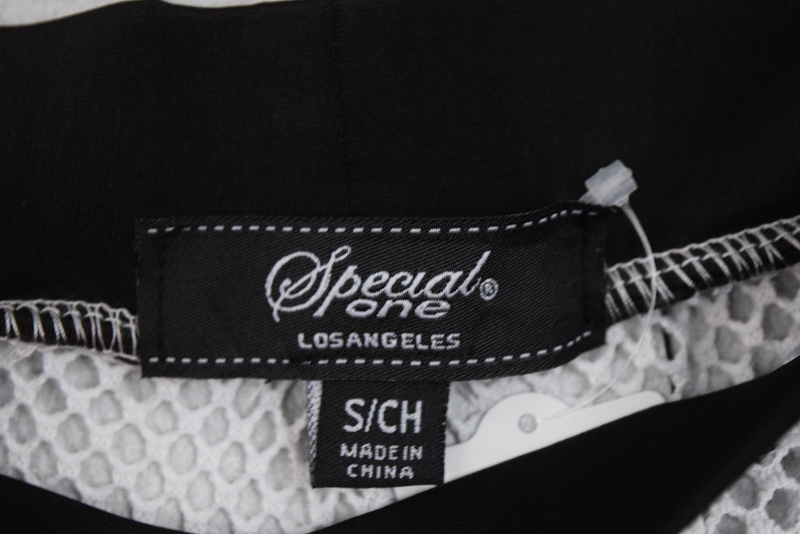 Special
one®
LOSANGELES
S/CH
MADE IN
CHINA